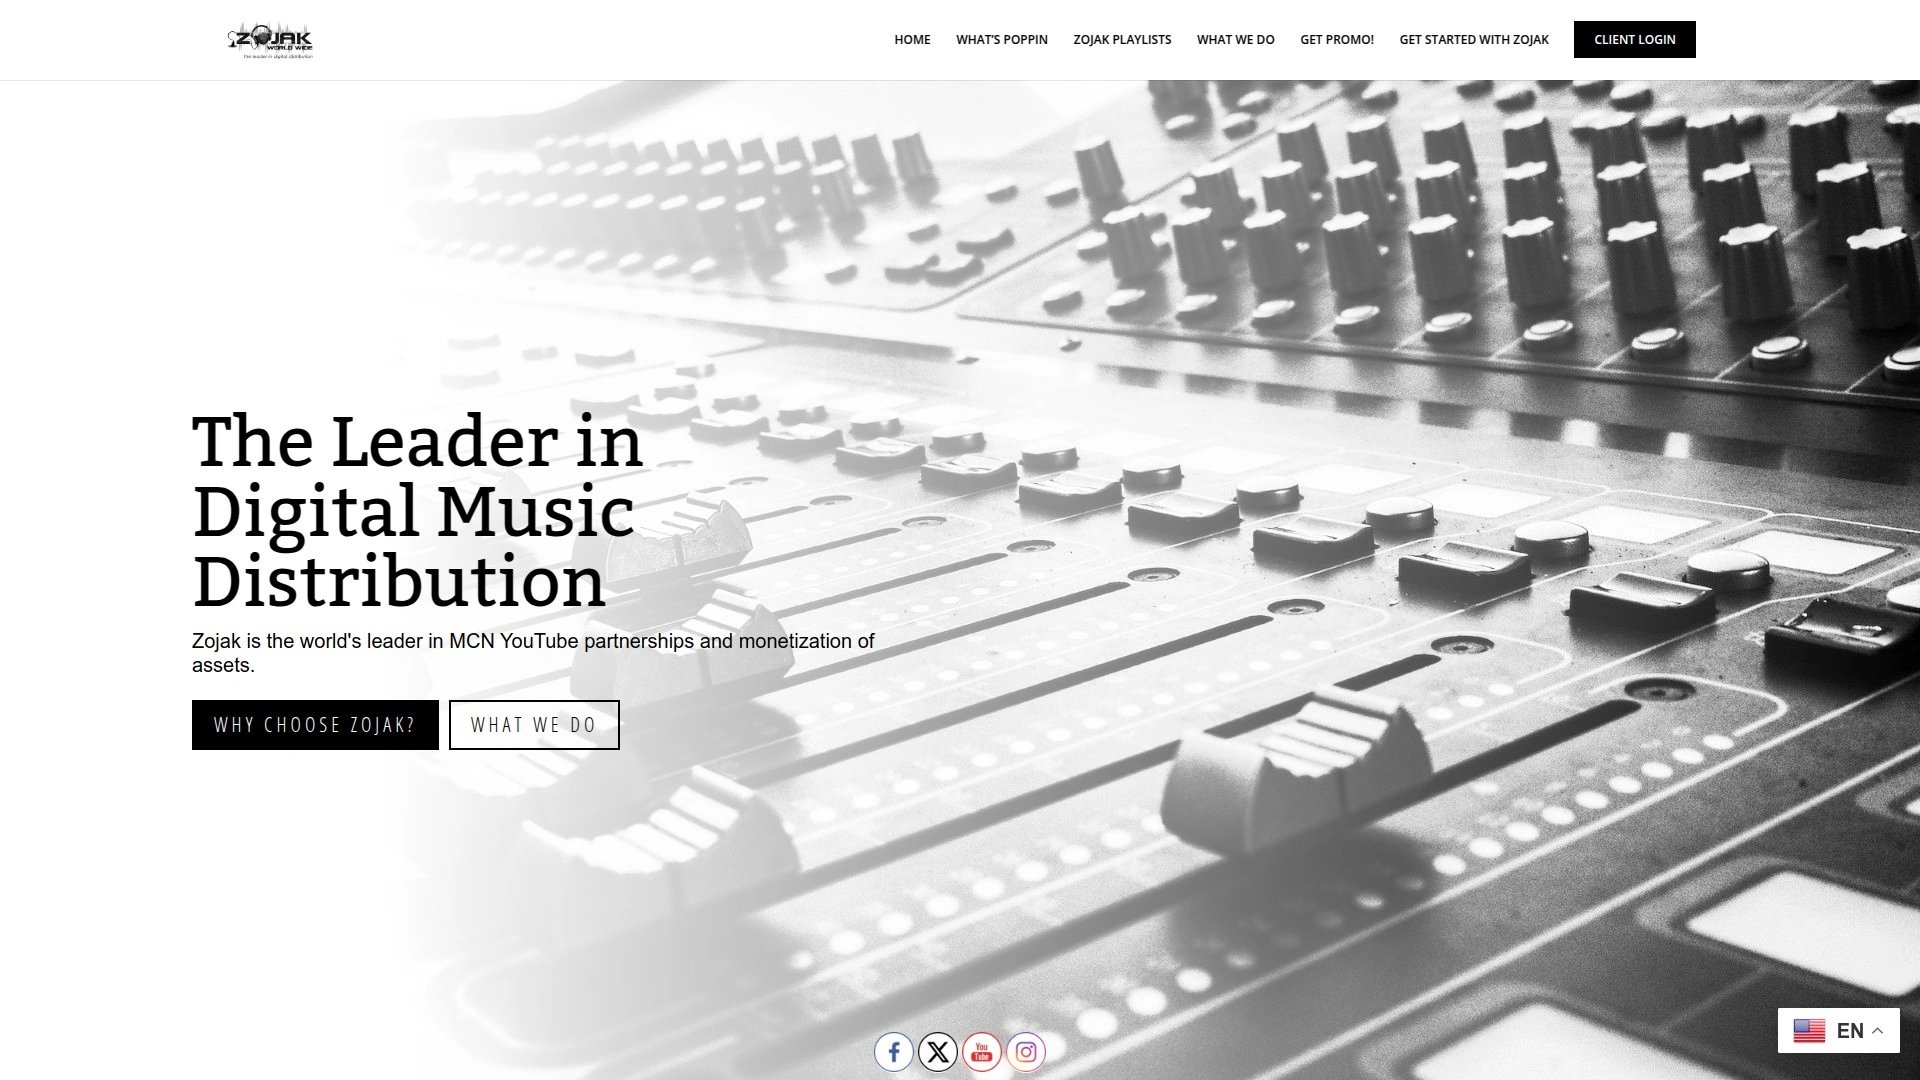 ZOJAK
WORLD WIDE
The leader in digital distribution
HOME
WHAT'S POPPIN
ZOJAK PLAYLISTS
WHAT WE DO
GET PROMO!
GET STARTED WITH ZOJAK
CLIENT LOGIN
The Leader in
Digital Music
Distribution
Zojak is the world's leader in MCN YouTube partnerships and monetization of
assets.
WHY CHOOSE ZOJAK?
WHAT WE DO
You
Tube
EN